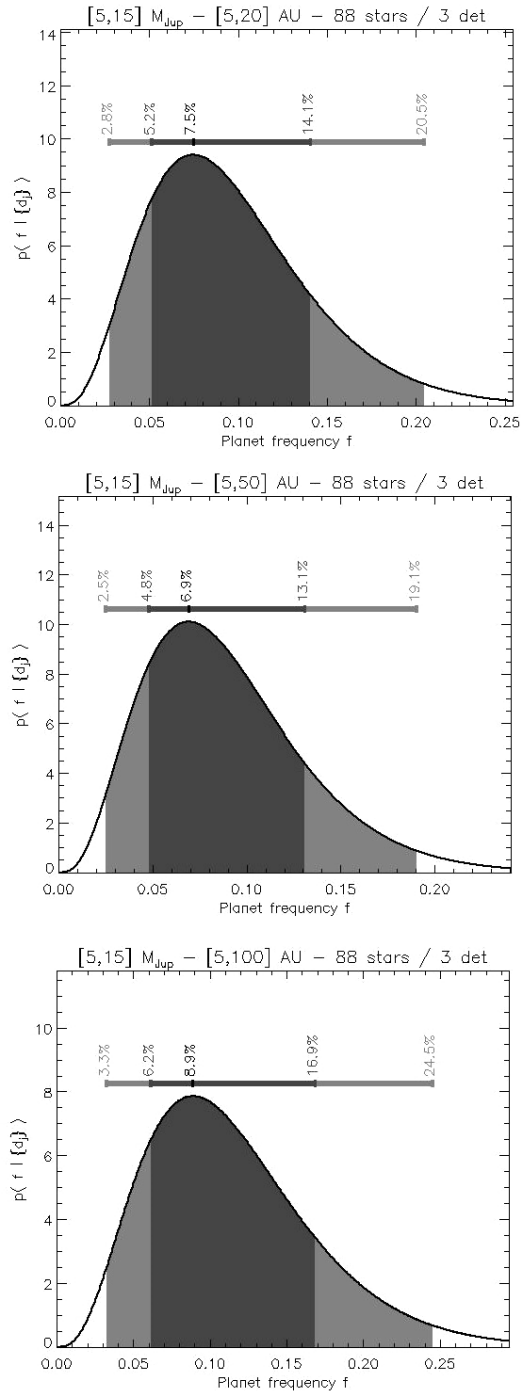 [5,15] M_Jup – [5,20] AU – 88 stars / 3 det
2.8% 5.2% 7.5% 14.1% 20.5%
14
12
10
8
6
4
2
0
p( f | {d_j} )
0.00 0.05 0.10 0.15 0.20 0.25
Planet frequency f
[5,15] M_Jup – [5,50] AU – 88 stars / 3 det
2.5% 4.8% 6.9% 13.1% 19.1%
14
12
10
8
6
4
2
0
p( f | {d_j} )
0.00 0.05 0.10 0.15 0.20
Planet frequency f
[5,15] M_Jup – [5,100] AU – 88 stars / 3 det
3.3% 6.2% 8.9% 16.9% 24.5%
10
8
6
4
2
0
p( f | {d_j} )
0.00 0.05 0.10 0.15 0.20 0.25
Planet frequency f